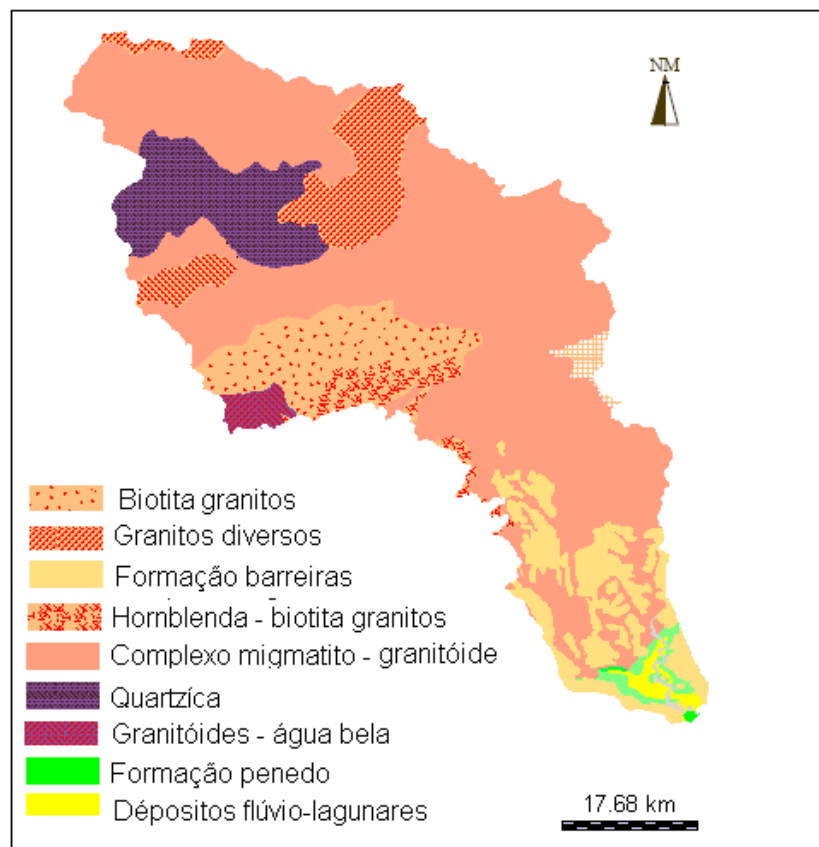 NM
Biotita granitos
Granitos diversos
Formação barreiras
Hornblenda - biotita granitos
Complexo migmatito - granitóide
Quartzíca
Granitóides - água bela
Formação penedo
Dépositos flúvio-lagunares
17.68 km